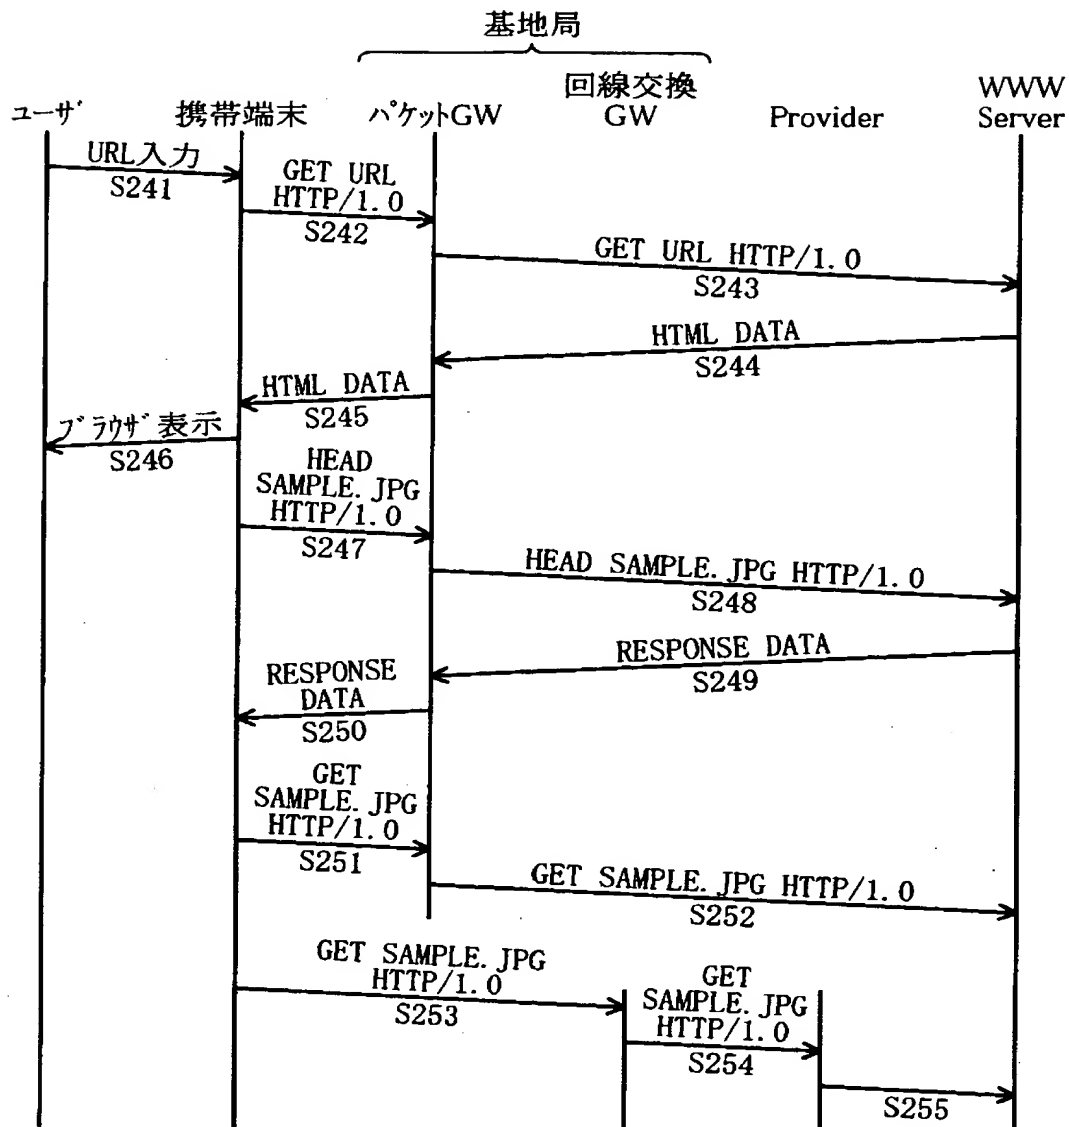 基地局
回線交換
WWW
ユーザ
携帯端末
パケットGW
GW
Provider
Server
URL入力
S241
GET URL
HTTP/1.0
S242
GET URL HTTP/1.0
S243
HTML DATA
S244
HTML DATA
S245
ブラウザ表示
S246
HEAD
SAMPLE.JPG
HTTP/1.0
S247
HEAD SAMPLE.JPG HTTP/1.0
S248
RESPONSE DATA
S249
RESPONSE
DATA
S250
GET
SAMPLE.JPG
HTTP/1.0
S251
GET SAMPLE.JPG HTTP/1.0
S252
GET SAMPLE.JPG
HTTP/1.0
S253
GET
SAMPLE.JPG
HTTP/1.0
S254
S255